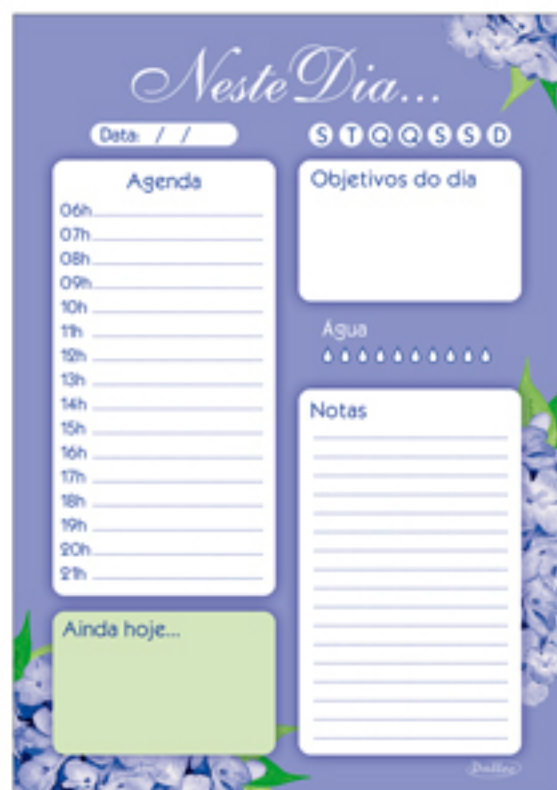 Neste Dia...
Data: / /
S T Q Q S S D
Agenda
06h
07h
08h
09h
10h
11h
12h
13h
14h
15h
16h
17h
18h
19h
20h
21h
Ainda hoje...
Objetivos do dia
Água
Notas